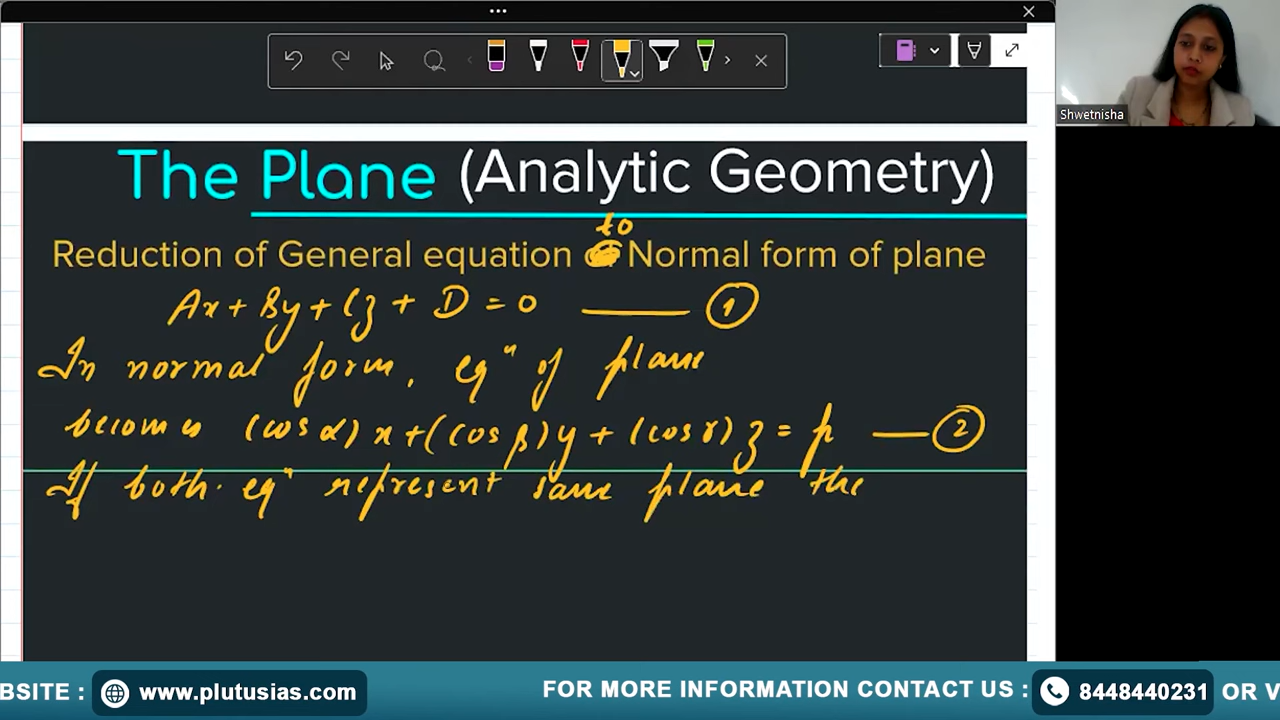 Shwetnisha
The Plane (Analytic Geometry)
to
Reduction of General equation Normal form of plane
Ax + By + Cz + D = 0 —— ①
In normal form, eqⁿ of plane
becomes (cos α) x + (cos β) y + (cos γ) z = p —— ②
If both eqⁿ represent same plane the
BSITE : www.plutusias.com FOR MORE INFORMATION CONTACT US : 8448440231 OR V